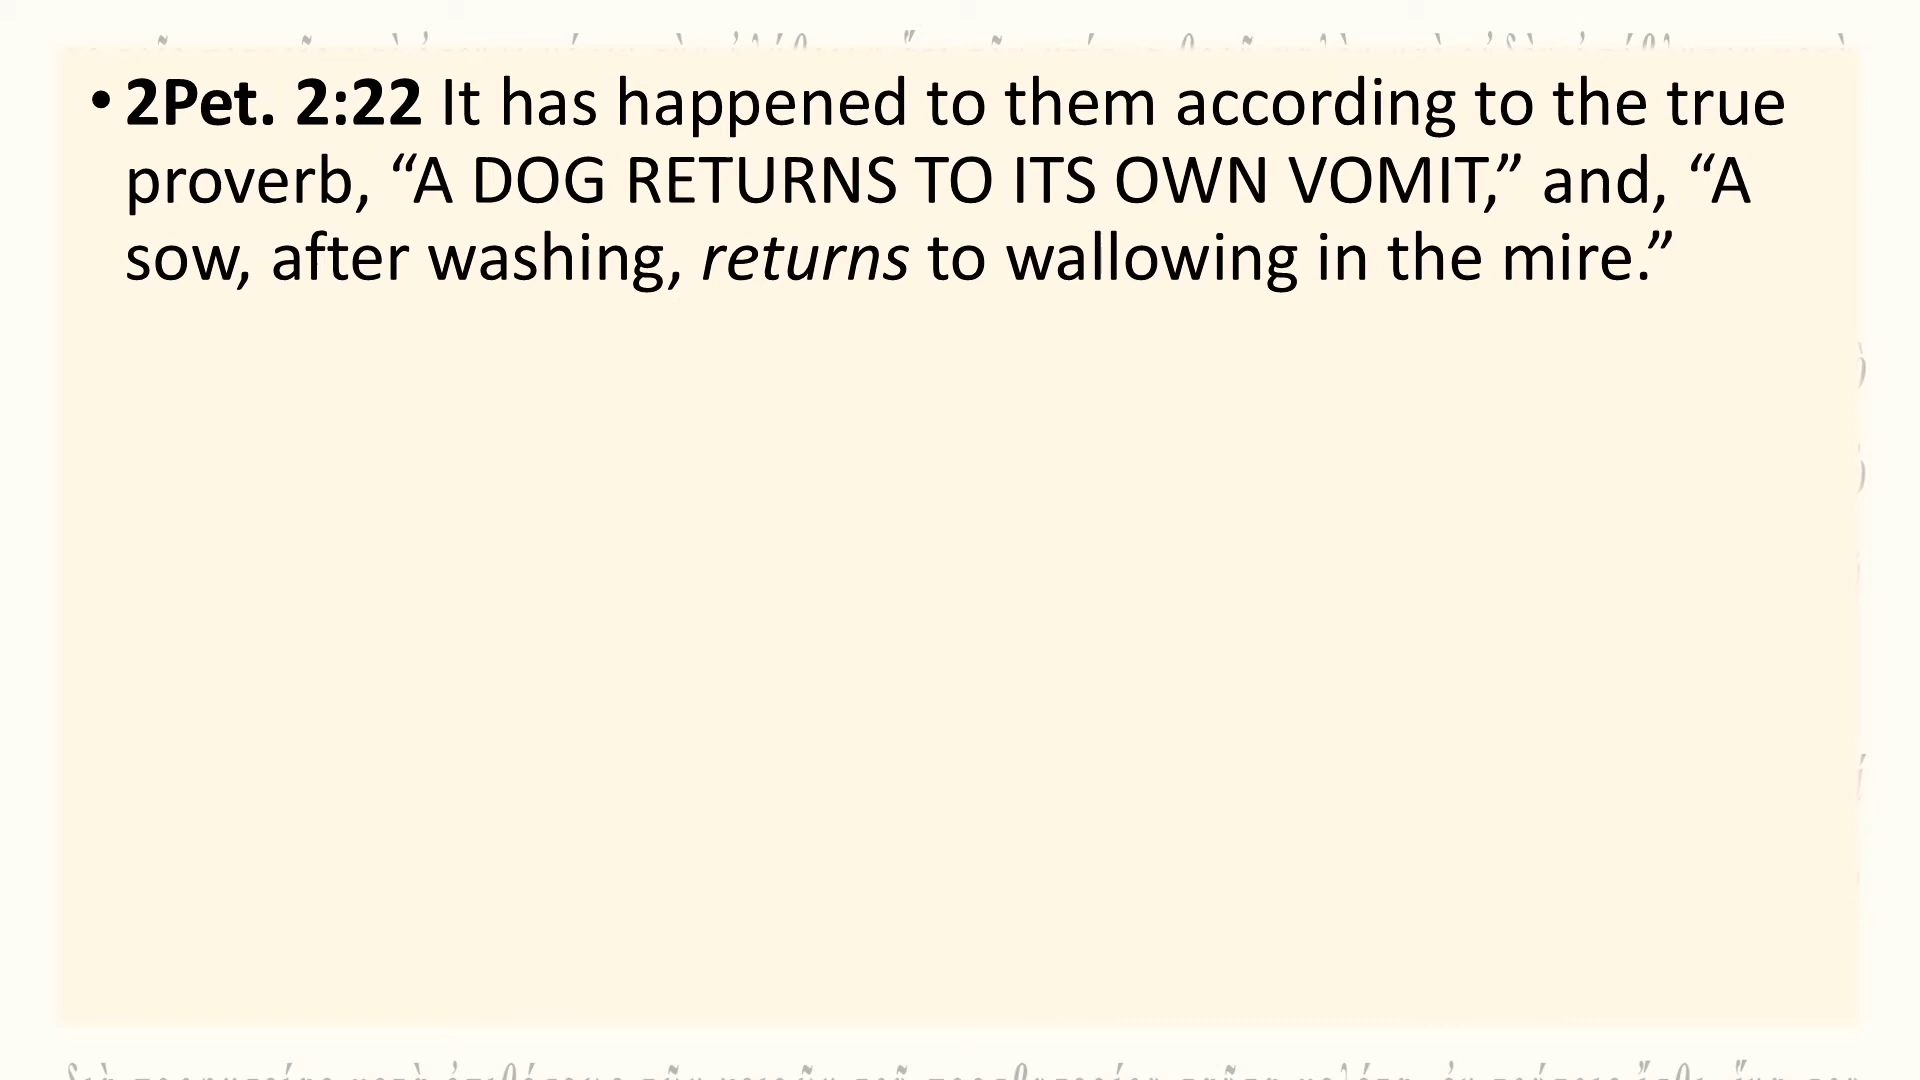 • 2Pet. 2:22 It has happened to them according to the true
proverb, “A DOG RETURNS TO ITS OWN VOMIT,” and, “A
sow, after washing, returns to wallowing in the mire.”